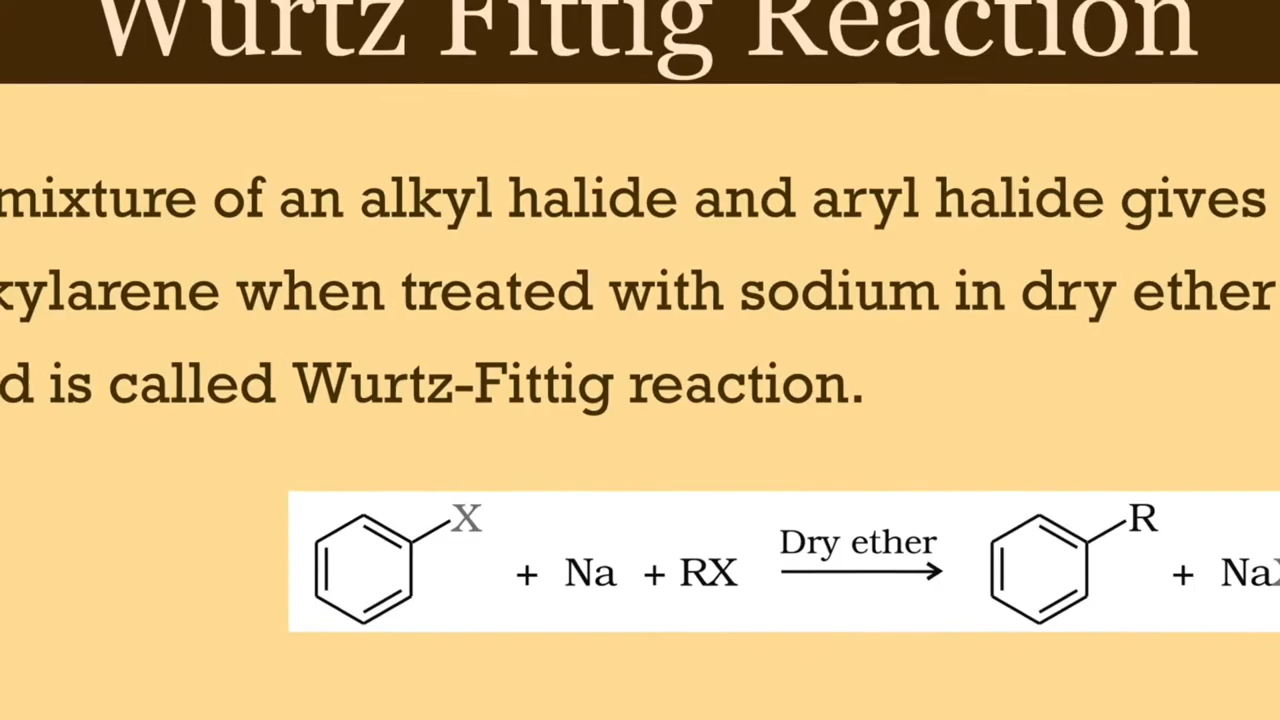 Wurtz Fittig Reaction
mixture of an alkyl halide and aryl halide gives
kylarene when treated with sodium in dry ether
d is called Wurtz-Fittig reaction.
X
+ Na + RX
Dry ether
R
+ NaX